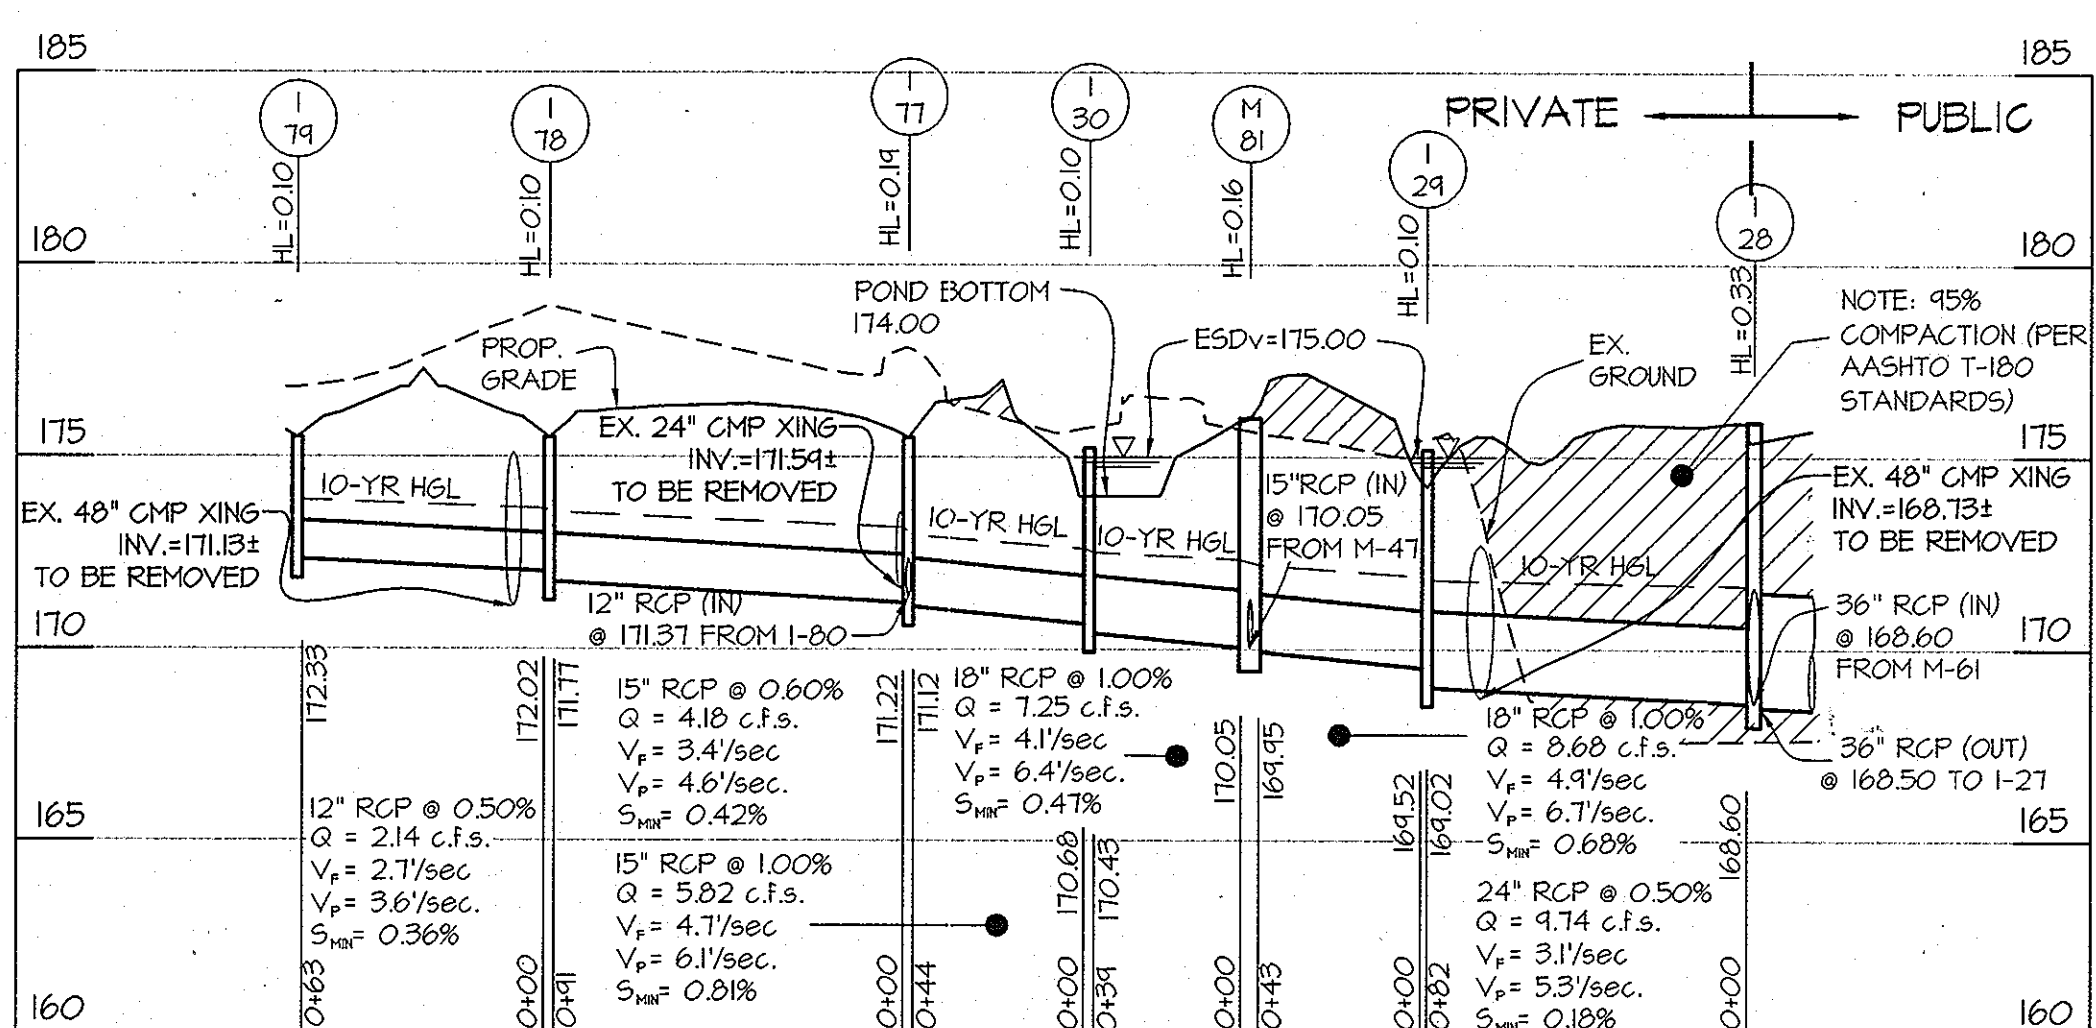 185
185
I
79
I
78
I
77
I
30
M
81
I
29
I
28
PRIVATE
PUBLIC
HL=0.10
HL=0.10
HL=0.19
HL=0.10
HL=0.16
HL=0.10
HL=0.33
180
180
POND BOTTOM
174.00
PROP.
GRADE
ESDv=175.00
EX.
GROUND
NOTE: 95%
COMPACTION (PER
AASHTO T-180
STANDARDS)
175
175
EX. 24" CMP XING
INV.=171.59±
TO BE REMOVED
10-YR HGL
EX. 48" CMP XING
INV.=171.13±
TO BE REMOVED
15"RCP (IN)
@ 170.05
FROM M-47
10-YR HGL
10-YR HGL
10-YR HGL
EX. 48" CMP XING
INV.=168.73±
TO BE REMOVED
12" RCP (IN)
@ 171.37 FROM I-80
36" RCP (IN)
@ 168.60
FROM M-61
170
170
172.33
172.02
171.77
171.22
171.12
170.68
170.43
170.05
169.95
169.52
169.02
168.60
15" RCP @ 0.60%
Q = 4.18 c.f.s.
VF= 3.4'/sec
VP= 4.6'/sec.
SMIN= 0.42%
18" RCP @ 1.00%
Q = 7.25 c.f.s.
VF= 4.1'/sec
VP= 6.4'/sec.
SMIN= 0.47%
18" RCP @ 1.00%
Q = 8.68 c.f.s.
VF= 4.9'/sec
VP= 6.7'/sec.
SMIN= 0.68%
36" RCP (OUT)
@ 168.50 TO I-27
165
165
12" RCP @ 0.50%
Q = 2.14 c.f.s.
VF= 2.7'/sec
VP= 3.6'/sec.
SMIN= 0.36%
15" RCP @ 1.00%
Q = 5.82 c.f.s.
VF= 4.7'/sec
VP= 6.1'/sec.
SMIN= 0.81%
24" RCP @ 0.50%
Q = 9.74 c.f.s.
VF= 3.1'/sec
VP= 5.3'/sec.
SMIN= 0.18%
160
160
0+63
0+00
0+91
0+00
0+44
0+00
0+39
0+00
0+43
0+00
0+82
0+00